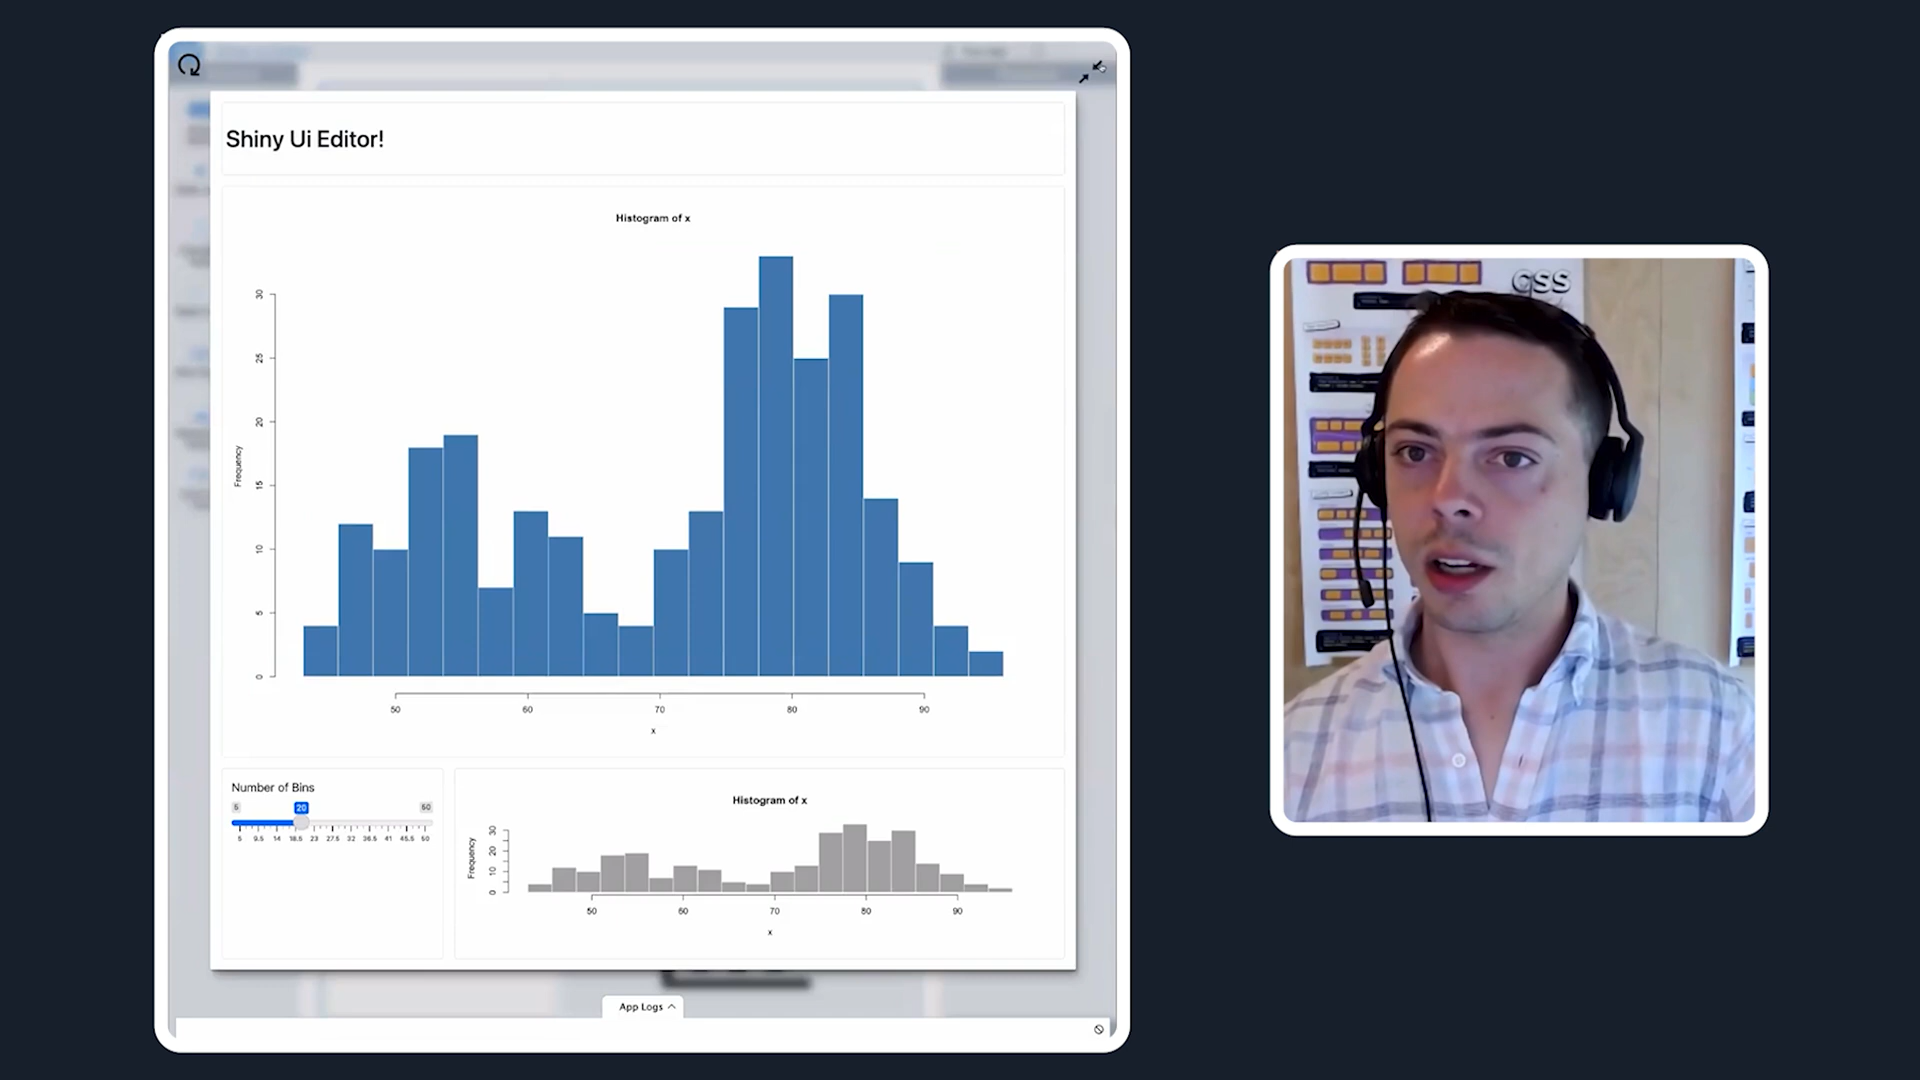 Shiny Ui Editor!
Histogram of x
30
25
20
15
10
5
0
Frequency
50 60 70 80 90
x
Number of Bins
5 20 50
5 9.5 14 18.5 23 27.5 32 36.5 41 45.5 50
Histogram of x
30
20
10
0
Frequency
50 60 70 80 90
x
App Logs
CSS